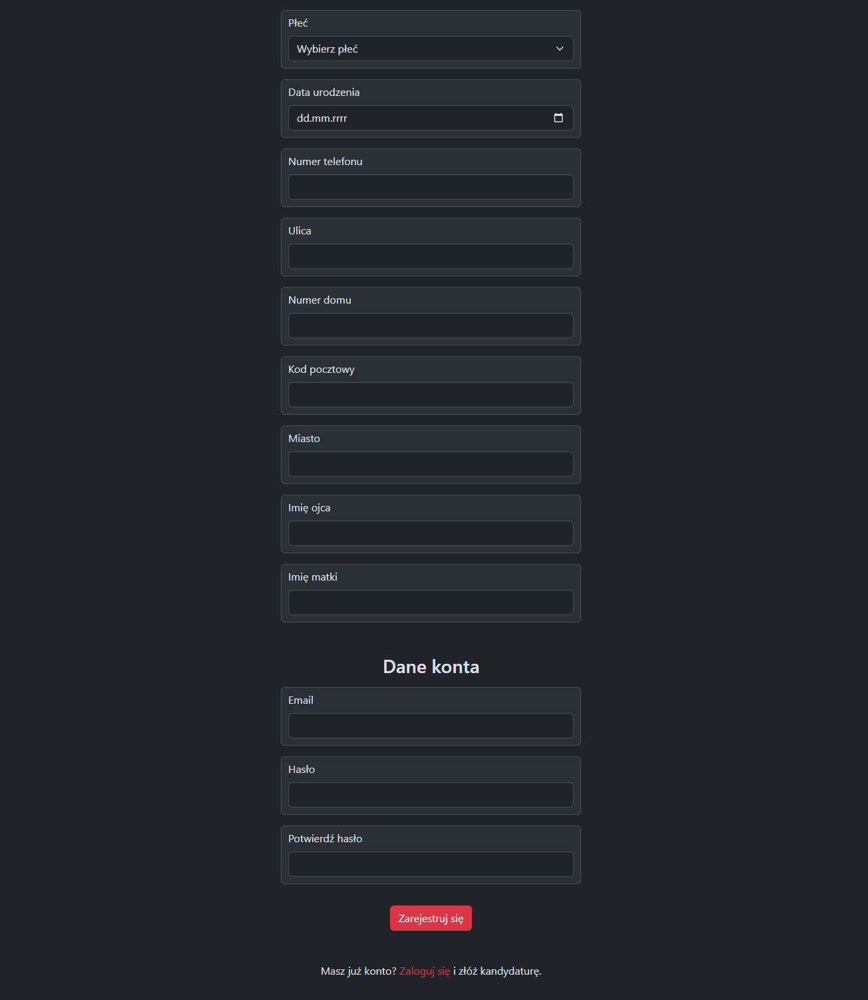 Płeć
Wybierz płeć
Data urodzenia
dd.mm.rrrr
Numer telefonu
Ulica
Numer domu
Kod pocztowy
Miasto
Imię ojca
Imię matki
Dane konta
Email
Hasło
Potwierdź hasło
Zarejestruj się
Masz już konto? Zaloguj się i złóż kandydaturę.